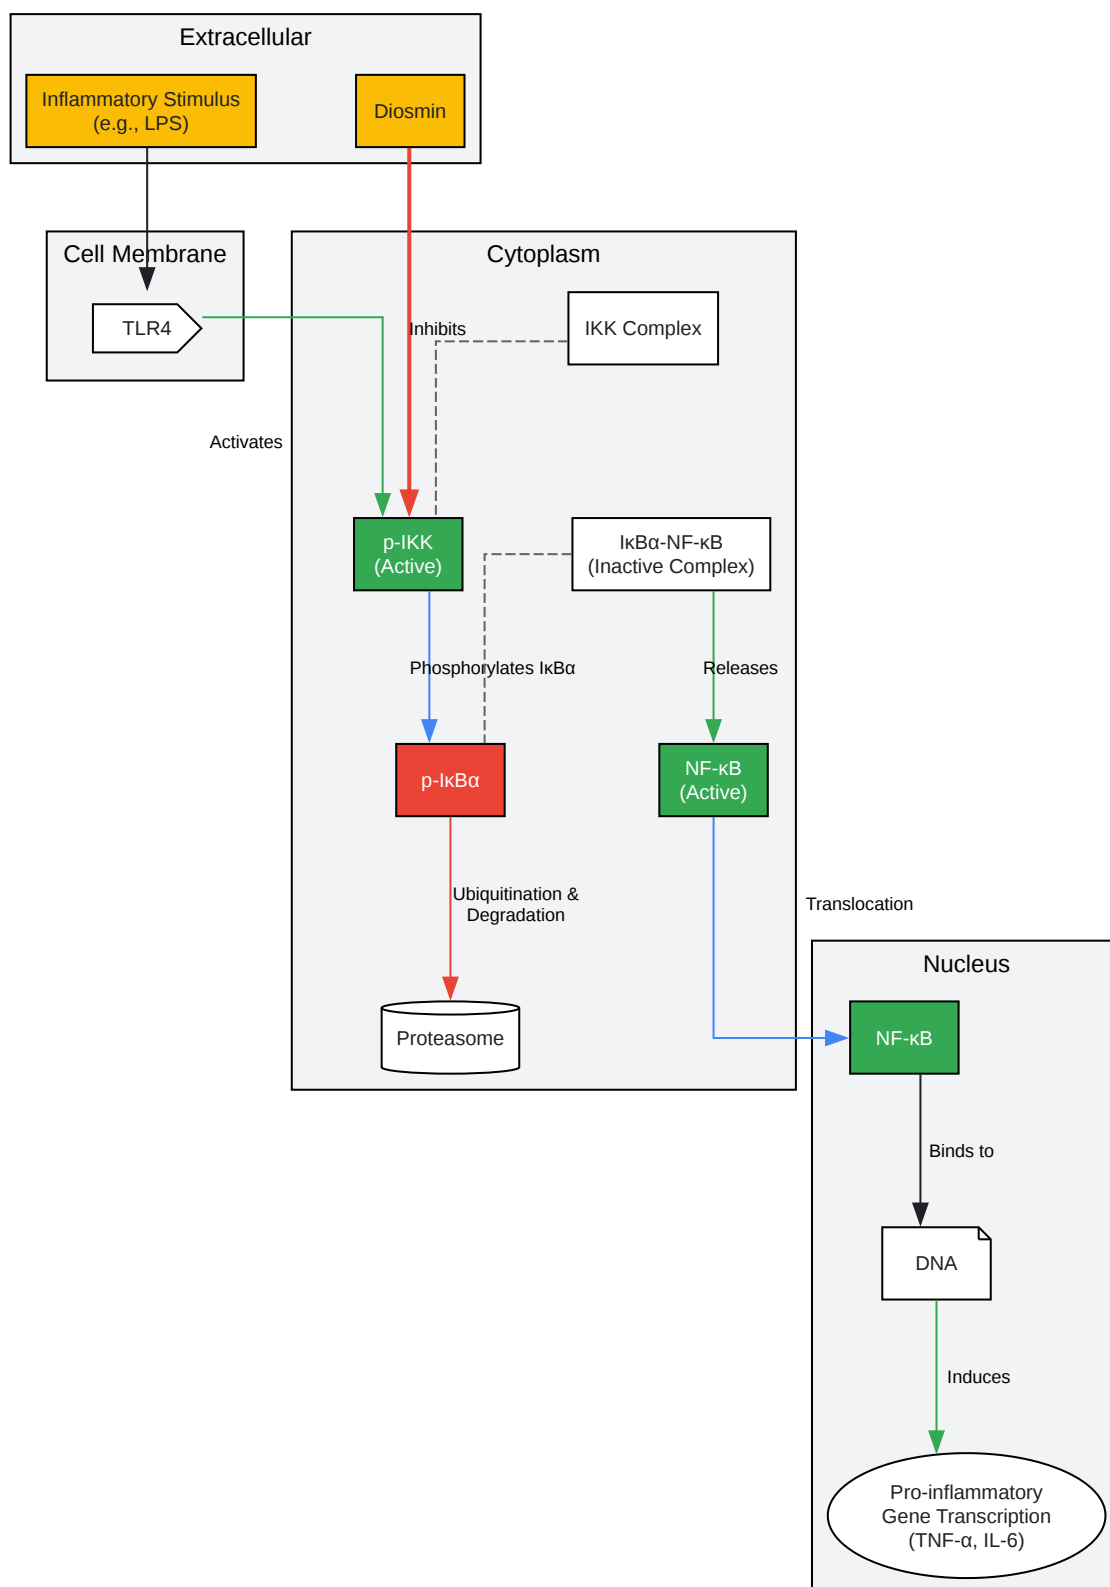 Extracellular
Inflammatory Stimulus
(e.g., LPS)
Diosmin
Cell Membrane
TLR4
Cytoplasm
Inhibits
IKK Complex
Activates
p-IKK
(Active)
IκBα-NF-κB
(Inactive Complex)
Phosphorylates IκBα
Releases
p-IκBα
NF-κB
(Active)
Ubiquitination &
Degradation
Translocation
Proteasome
Nucleus
NF-κB
Binds to
DNA
Induces
Pro-inflammatory
Gene Transcription
(TNF-α, IL-6)